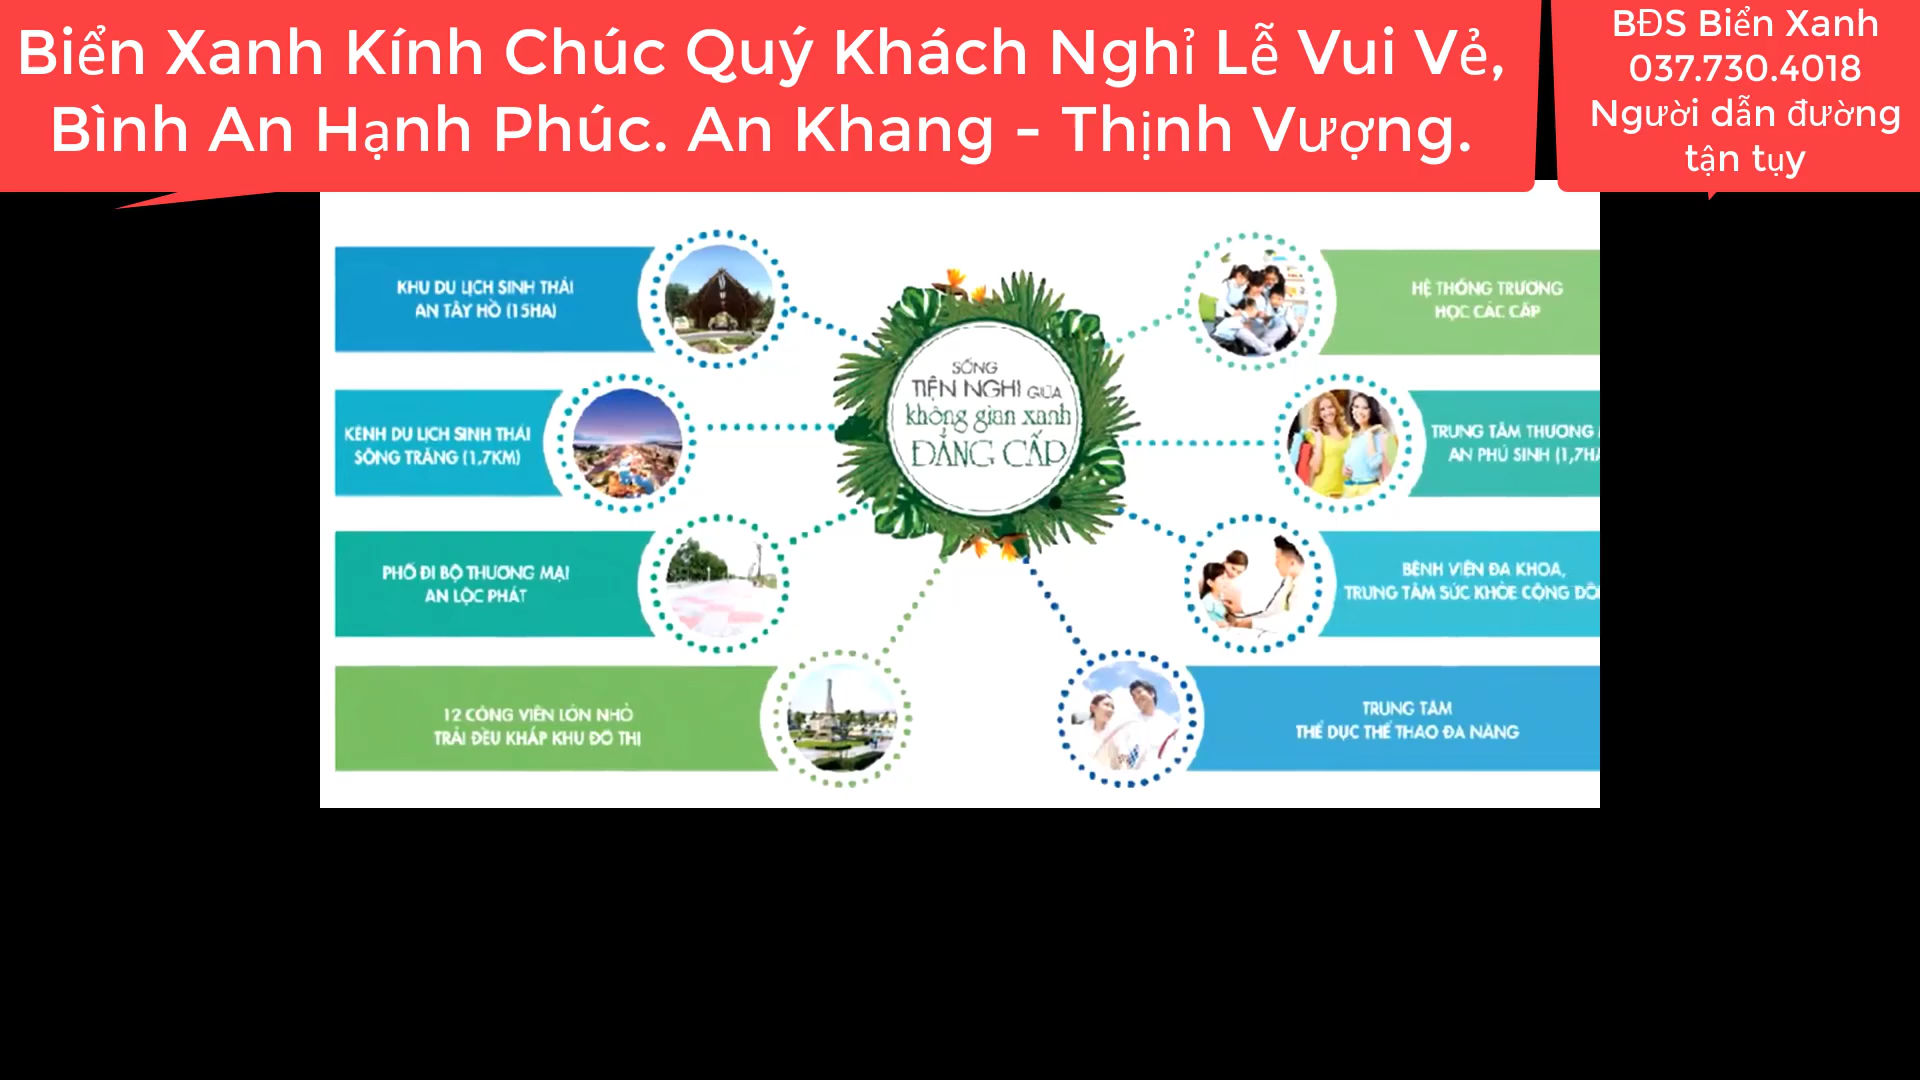 Biển Xanh Kính Chúc Quý Khách Nghỉ Lễ Vui Vẻ,
Bình An Hạnh Phúc. An Khang - Thịnh Vượng.
BĐS Biển Xanh
037.730.4018
Người dẫn đường
tận tụy
KHU DU LỊCH SINH THÁI
AN TÂY HỒ (15HA)
KÊNH DU LỊCH SINH THÁI
SÔNG TRĂNG (1,7KM)
PHỐ ĐI BỘ THƯƠNG MẠI
AN LỘC PHÁT
12 CÔNG VIÊN LỚN NHỎ
TRẢI ĐỀU KHẮP KHU ĐÔ THỊ
SỐNG
TIỆN NGHI GIỮA
không gian xanh
ĐẲNG CẤP
HỆ THỐNG TRƯỜNG
HỌC CÁC CẤP
TRUNG TÂM THƯƠNG
AN PHÚ SINH (1,7HA
BỆNH VIỆN ĐA KHOA,
TRUNG TÂM SỨC KHỎE CỘNG
TRUNG TÂM
THỂ DỤC THỂ THAO ĐA NĂNG